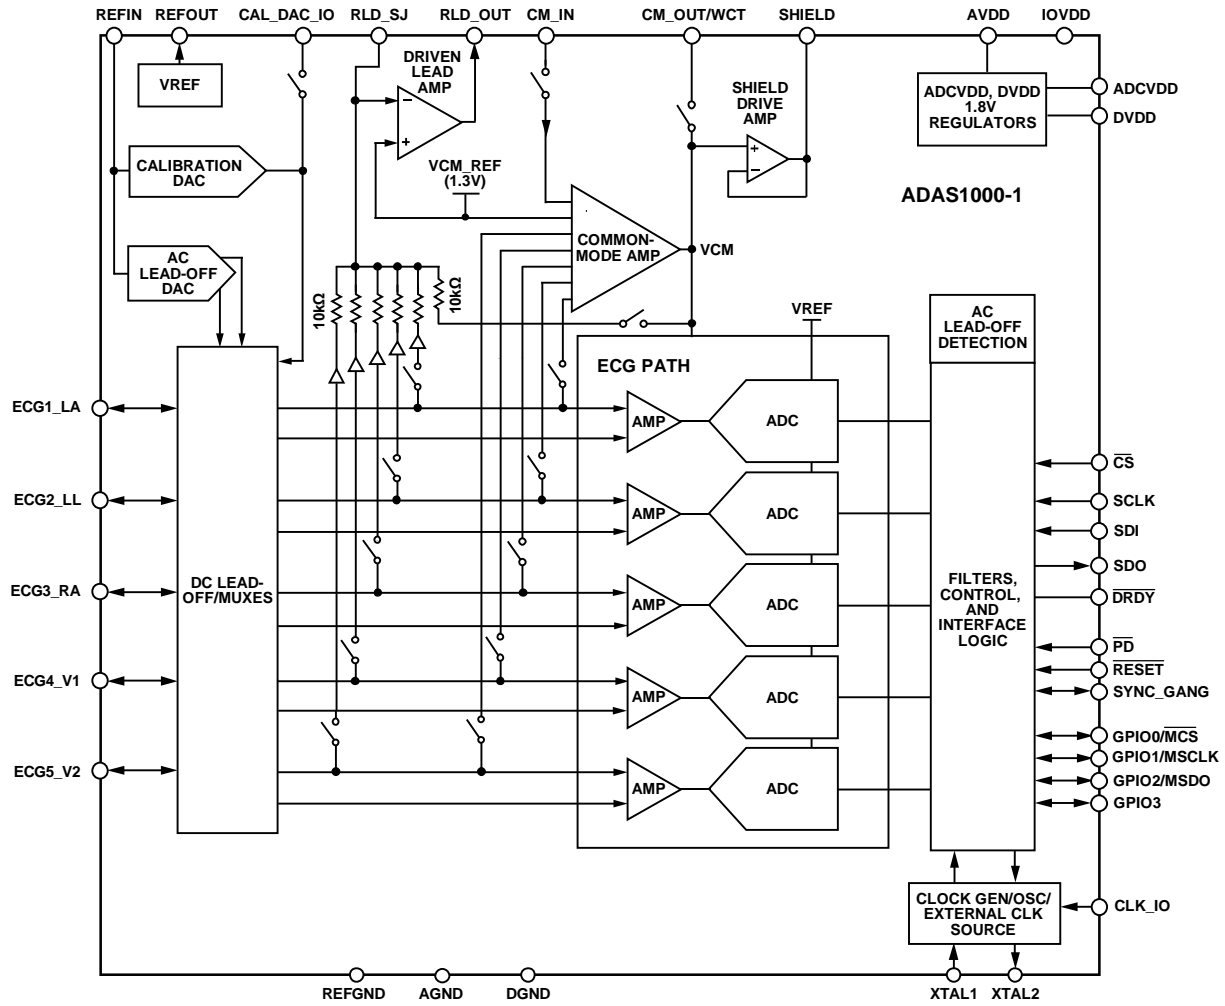 REFIN REFOUT CAL_DAC_IO RLD_SJ RLD_OUT CM_IN CM_OUT/WCT SHIELD AVDD IOVDD
VREF
DRIVEN
LEAD
AMP
SHIELD
DRIVE
AMP
ADCVDD, DVDD
1.8V
REGULATORS
ADCVDD
DVDD
–
+
+
–
CALIBRATION
DAC
VCM_REF
(1.3V)
ADAS1000-1
AC
LEAD-OFF
DAC
COMMON-
MODE AMP
VCM
10kΩ
10kΩ
VREF
AC
LEAD-OFF
DETECTION
ECG PATH
ECG1_LA
AMP
ADC
ECG2_LL
AMP
ADC
ECG3_RA
DC LEAD-
OFF/MUXES
AMP
ADC
ECG4_V1
AMP
ADC
ECG5_V2
AMP
ADC
FILTERS,
CONTROL,
AND
INTERFACE
LOGIC
CS
SCLK
SDI
SDO
DRDY
PD
RESET
SYNC_GANG
GPIO0/MCS
GPIO1/MSCLK
GPIO2/MSDO
GPIO3
CLOCK GEN/OSC/
EXTERNAL CLK
SOURCE
CLK_IO
REFGND AGND DGND XTAL1 XTAL2